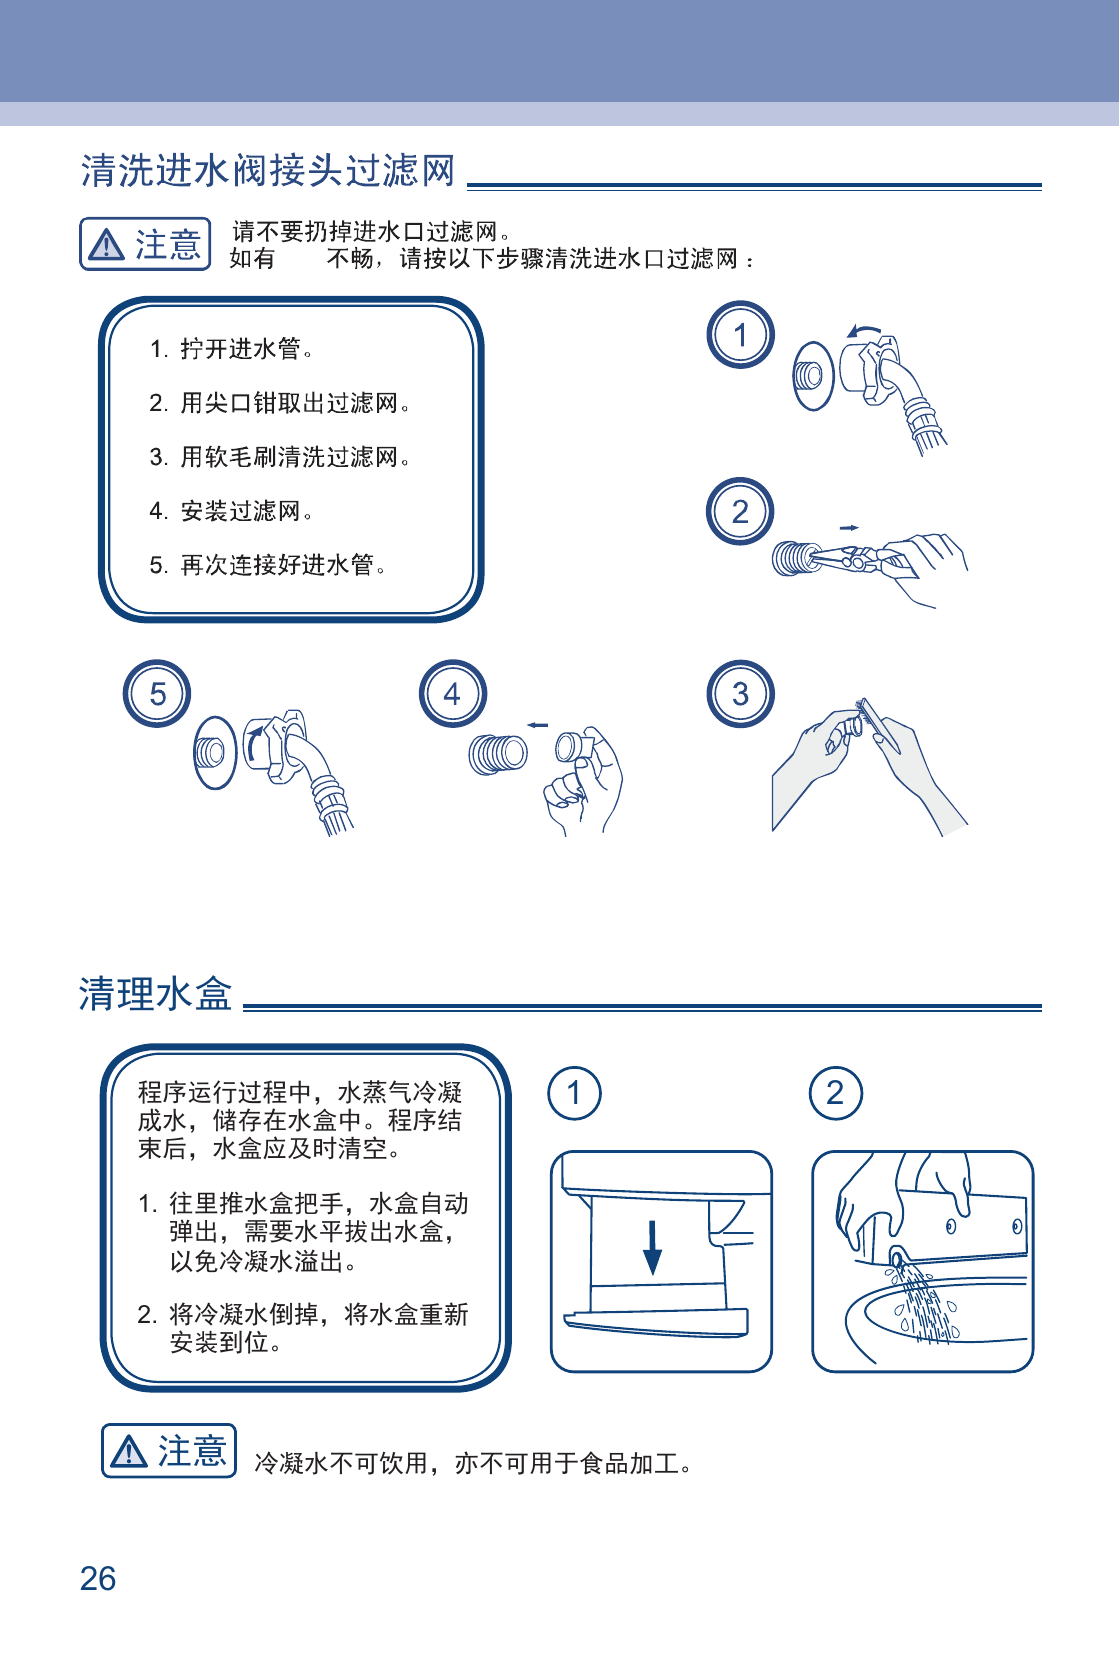 清洗进水阀接头过滤网
注意
请不要扔掉进水口过滤网。
如有 不畅，请按以下步骤清洗进水口过滤网：
1. 拧开进水管。
2. 用尖口钳取出过滤网。
3. 用软毛刷清洗过滤网。
4. 安装过滤网。
5. 再次连接好进水管。
1
2
5
4
3
清理水盒
程序运行过程中，水蒸气冷凝
成水，储存在水盒中。程序结
束后，水盒应及时清空。
1. 往里推水盒把手，水盒自动
弹出，需要水平拔出水盒，
以免冷凝水溢出。
2. 将冷凝水倒掉，将水盒重新
安装到位。
1
2
注意
冷凝水不可饮用，亦不可用于食品加工。
26